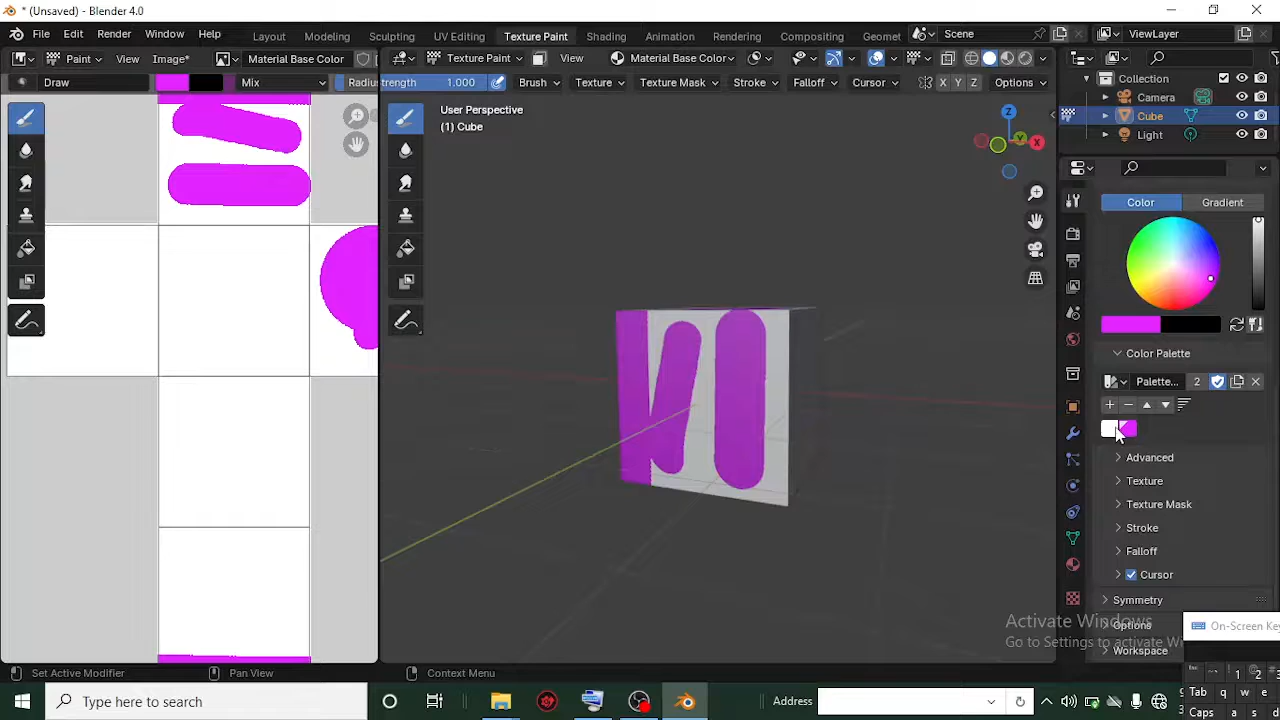 * (Unsaved) - Blender 4.0
File Edit Render Window Help Layout Modeling Sculpting UV Editing Texture Paint Shading Animation Rendering Compositing Geomet Scene ViewLayer
Paint View Image* Material Base Color Texture Paint View Material Base Color
Draw Mix Radiu trength 1.000 Brush Texture Texture Mask Stroke Falloff Cursor X Y Z Options
User Perspective
(1) Cube
Z
Y
X
Collection
Camera
Cube
Light
Color Gradient
Color Palette
Palette... 2
Advanced
Texture
Texture Mask
Stroke
Falloff
Cursor
Symmetry
Options
Workspace
Activate Windows
Go to Settings to activate Wi
On-Screen Key
Tab q w e
Caps a s
Set Active Modifier Pan View Context Menu
Type here to search Address